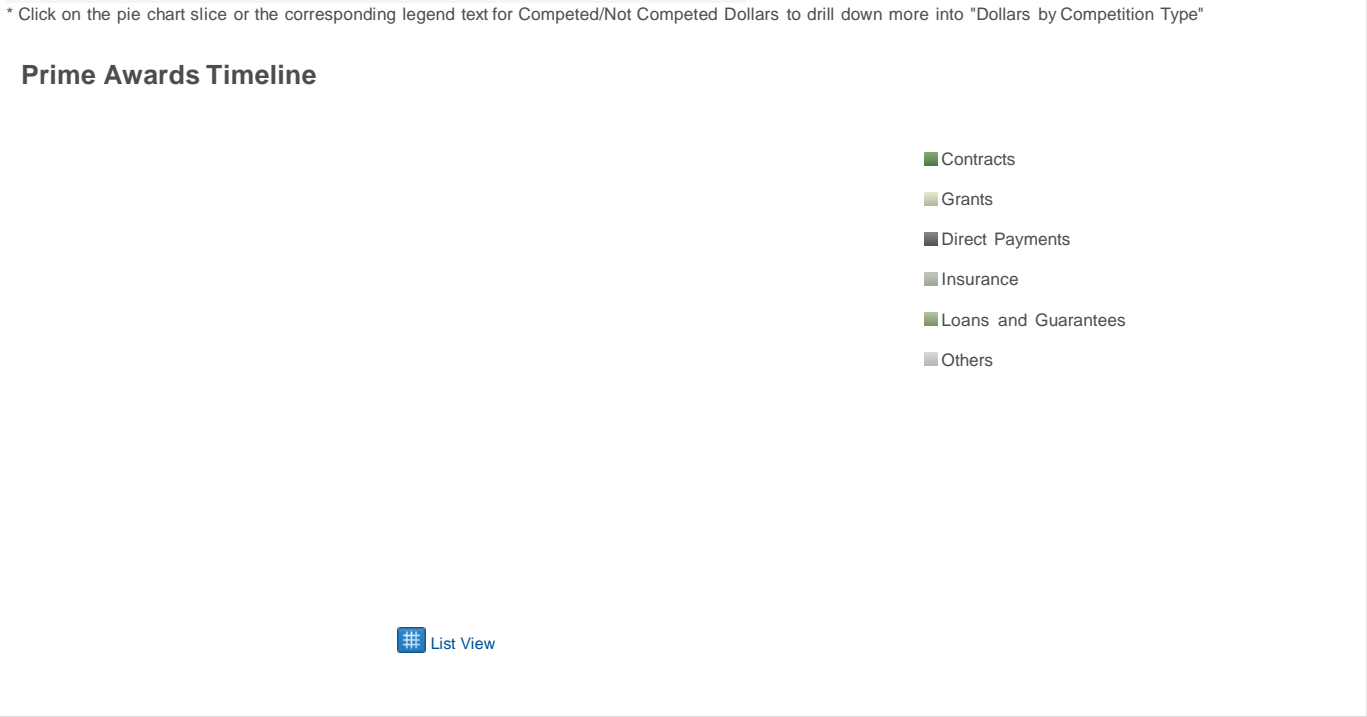 * Click on the pie chart slice or the corresponding legend text for Competed/Not Competed Dollars to drill down more into "Dollars by Competition Type"
Prime Awards Timeline
Contracts
Grants
Direct Payments
Insurance
Loans and Guarantees
Others
List View